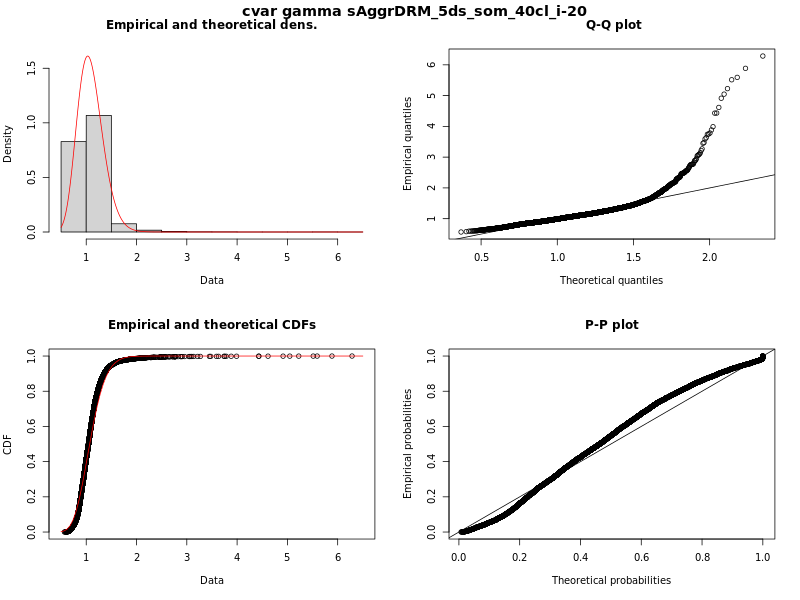 cvar gamma sAggrDRM_5ds_som_40cl_i-20
Empirical and theoretical dens.
Density
0.0 0.5 1.0 1.5
1 2 3 4 5 6
Data
Q-Q plot
Empirical quantiles
1 2 3 4 5 6
0.5 1.0 1.5 2.0
Theoretical quantiles
Empirical and theoretical CDFs
CDF
0.0 0.2 0.4 0.6 0.8 1.0
1 2 3 4 5 6
Data
P-P plot
Empirical probabilities
0.0 0.2 0.4 0.6 0.8 1.0
0.0 0.2 0.4 0.6 0.8 1.0
Theoretical probabilities